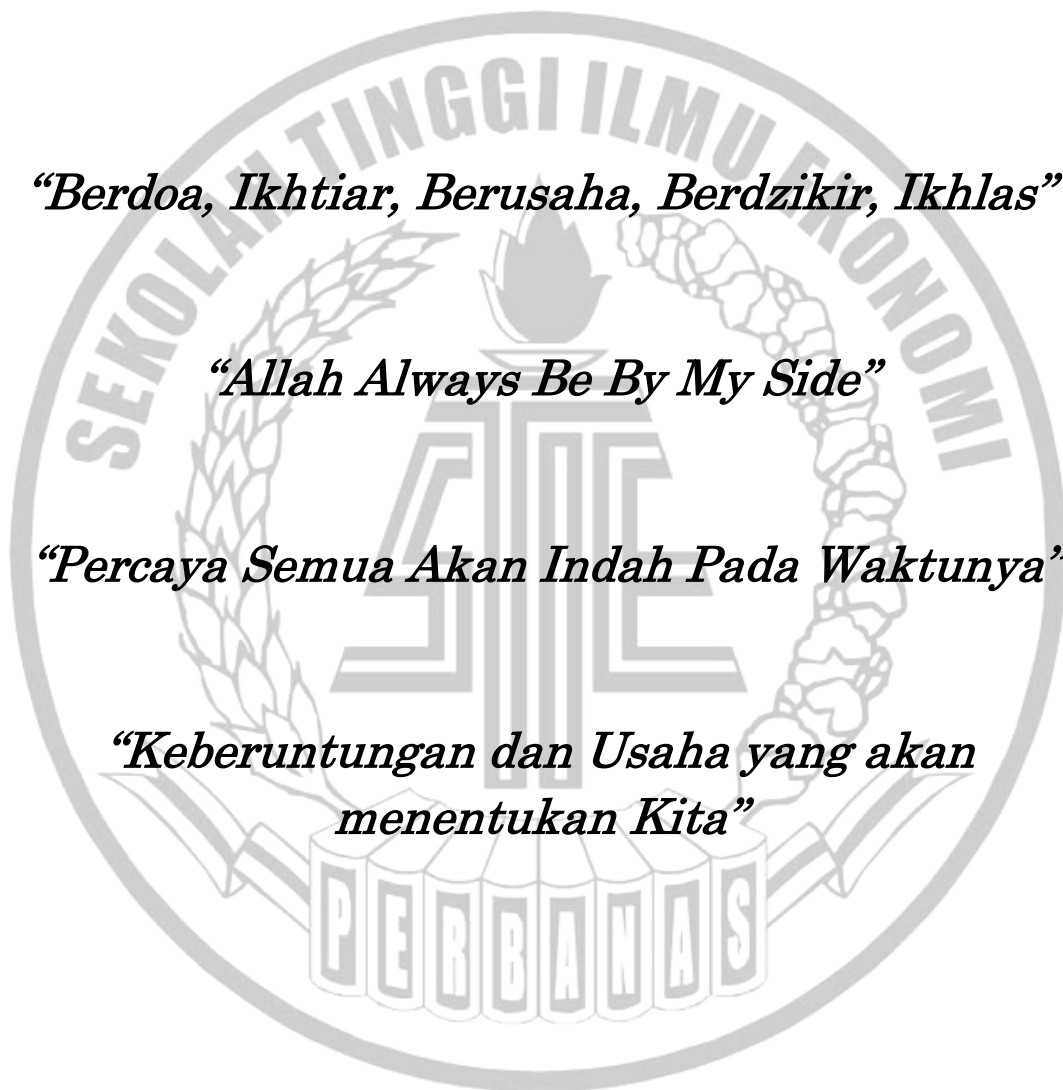 SEKOLAH TINGGI ILMU EKONOMI
“Berdoa, Ikhtiar, Berusaha, Berdzikir, Ikhlas”
“Allah Always Be By My Side”
“Percaya Semua Akan Indah Pada Waktunya”
“Keberuntungan dan Usaha yang akan
menentukan Kita”
STIE
PERBANAS